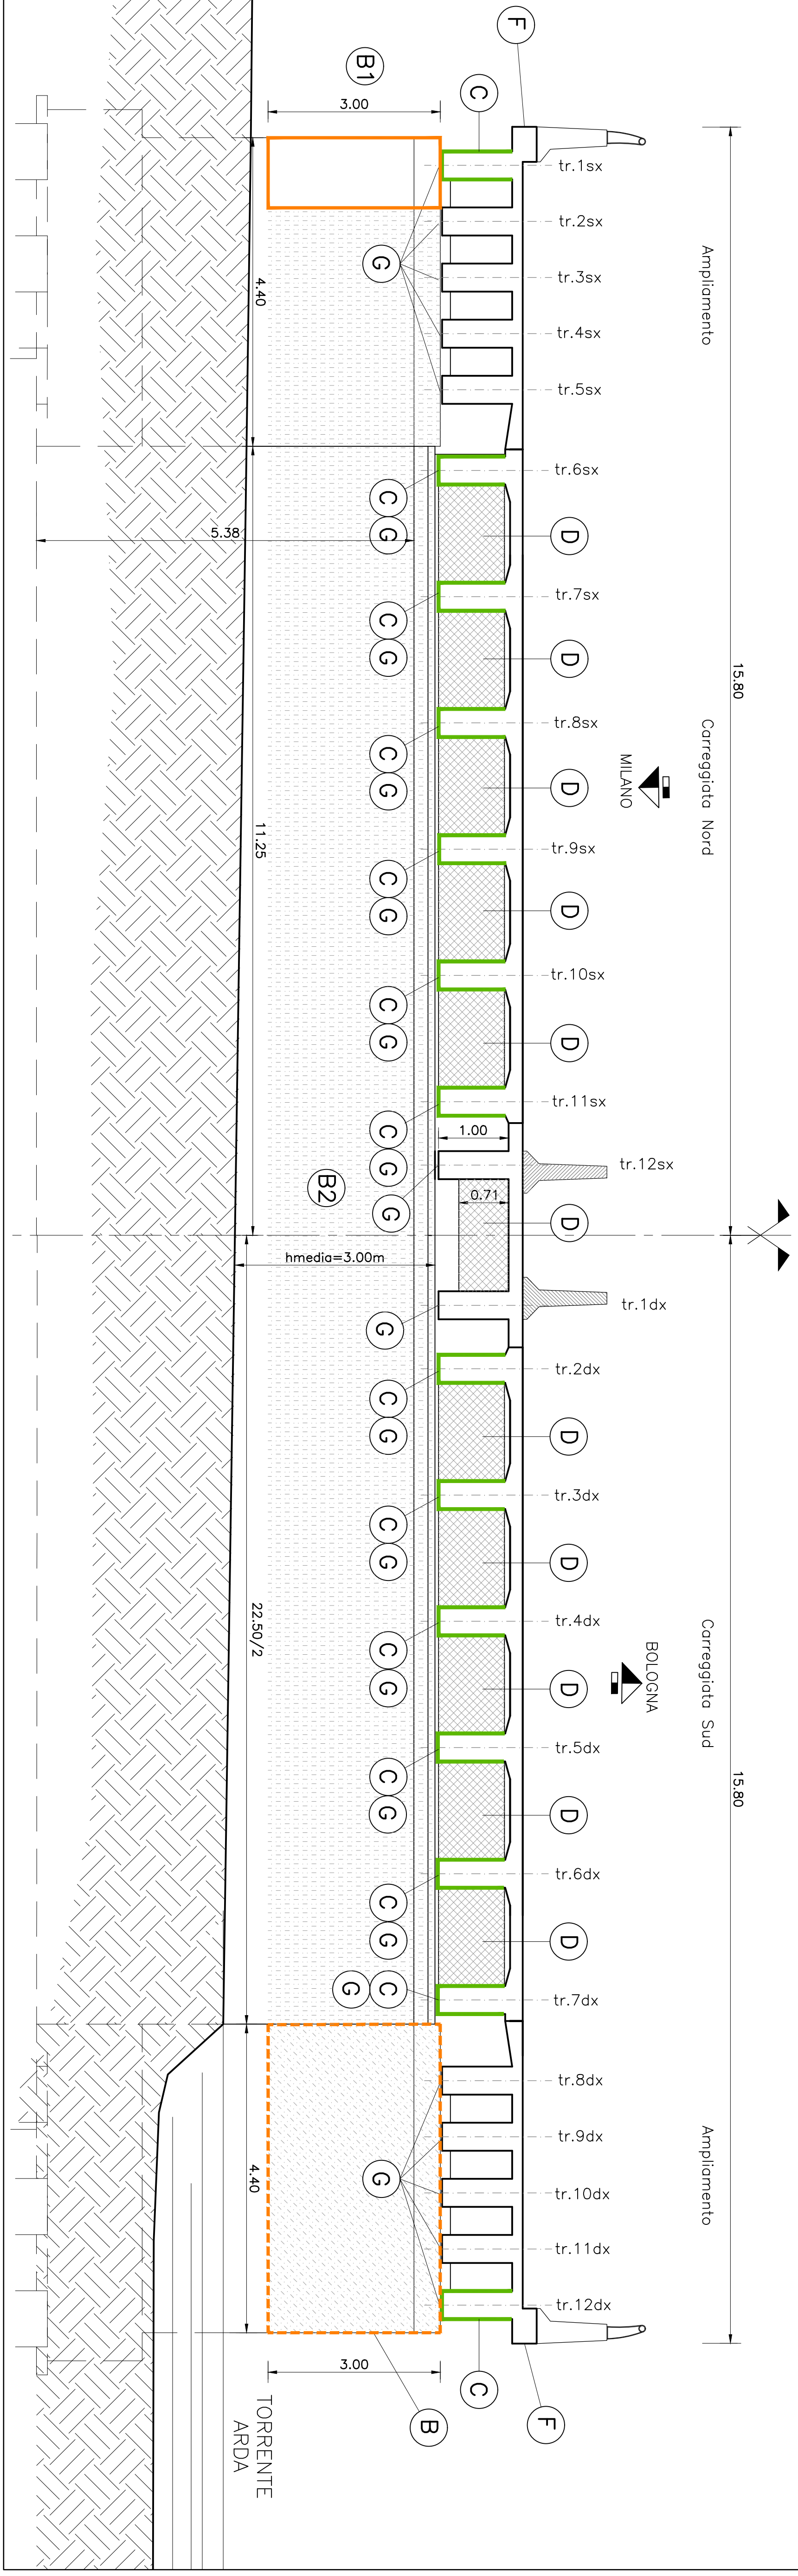 15.80
15.80
Ampliamento
Carreggiata Nord
Carreggiata Sud
Ampliamento
MILANO
BOLOGNA
tr.1sx
tr.2sx
tr.3sx
tr.4sx
tr.5sx
tr.6sx
tr.7sx
tr.8sx
tr.9sx
tr.10sx
tr.11sx
tr.12sx
tr.1dx
tr.2dx
tr.3dx
tr.4dx
tr.5dx
tr.6dx
tr.7dx
tr.8dx
tr.9dx
tr.10dx
tr.11dx
tr.12dx
F
D
D
D
D
D
D
D
D
D
D
D
F
C
1.00
0.71
C
B1
3.00
G
C G
C G
C G
C G
C G
C G
G
G
C G
C G
C G
C G
C G
C
G
G
3.00
B
B2
hmedia=3.00m
5.38
4.40
11.25
22.50/2
4.40
TORRENTE
ARDA